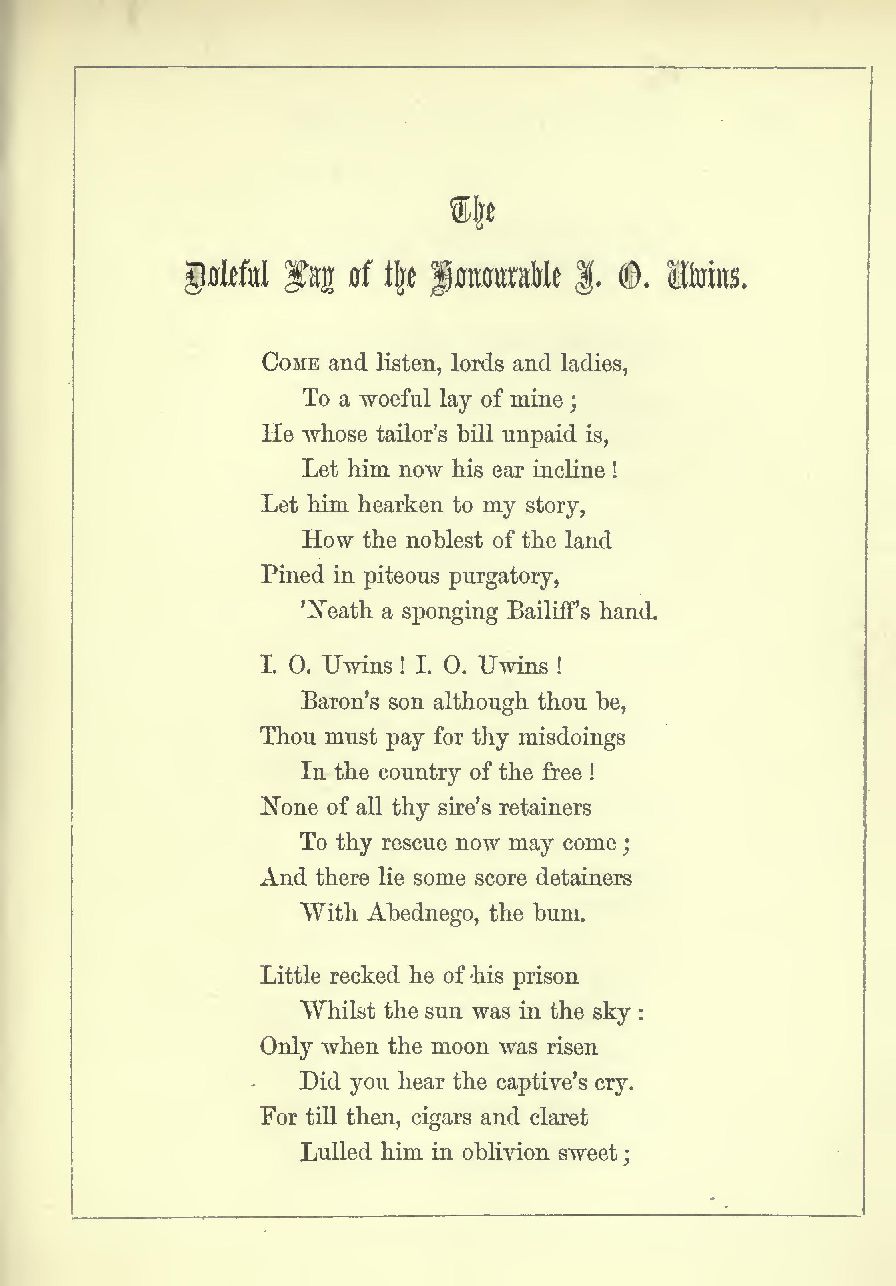 The
Doleful Lay of the Honourable I. O. Uwins.
COME and listen, lords and ladies,
To a woeful lay of mine;
He whose tailor's bill unpaid is,
Let him now his ear incline!
Let him hearken to my story,
How the noblest of the land
Pined in piteous purgatory,
'Neath a sponging Bailiff's hand.
I. O. Uwins! I. O. Uwins!
Baron's son although thou be,
Thou must pay for thy misdoings
In the country of the free!
None of all thy sire's retainers
To thy rescue now may come;
And there lie some score detainers
With Abednego, the bum.
Little recked he of his prison
Whilst the sun was in the sky:
Only when the moon was risen
Did you hear the captive's cry.
For till then, cigars and claret
Lulled him in oblivion sweet;